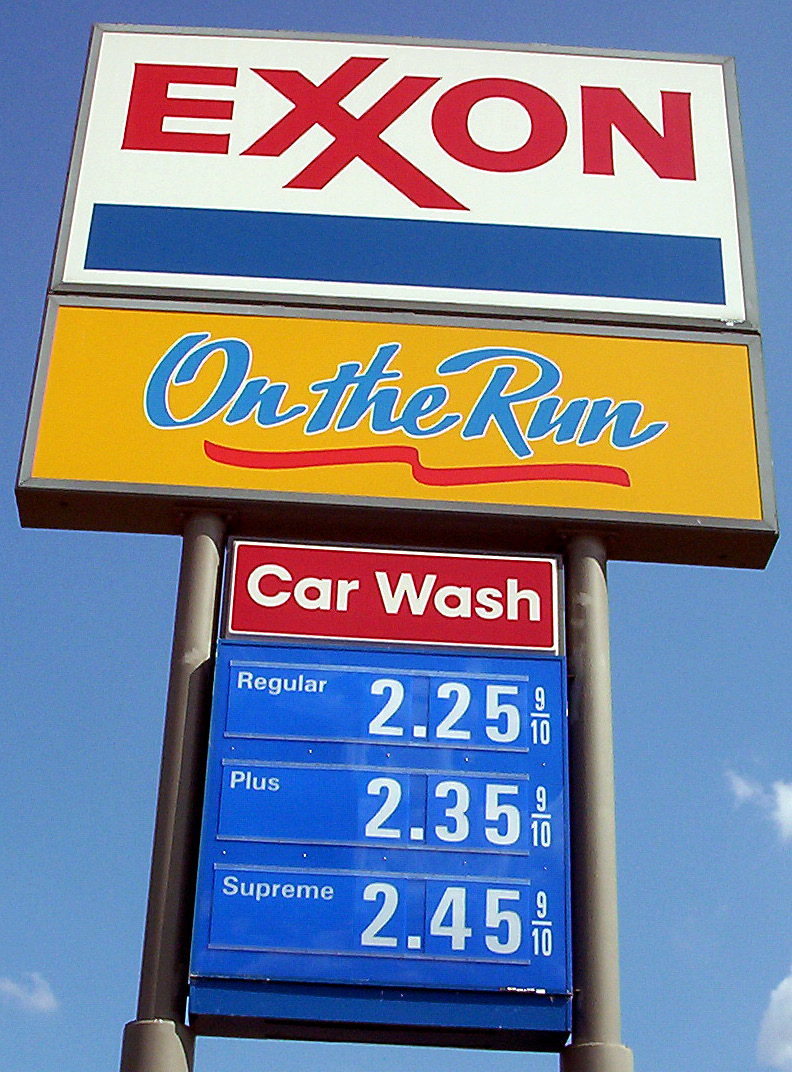 EXXON
On the Run
Car Wash
Regular 2.25 9/10
Plus 2.35 9/10
Supreme 2.45 9/10